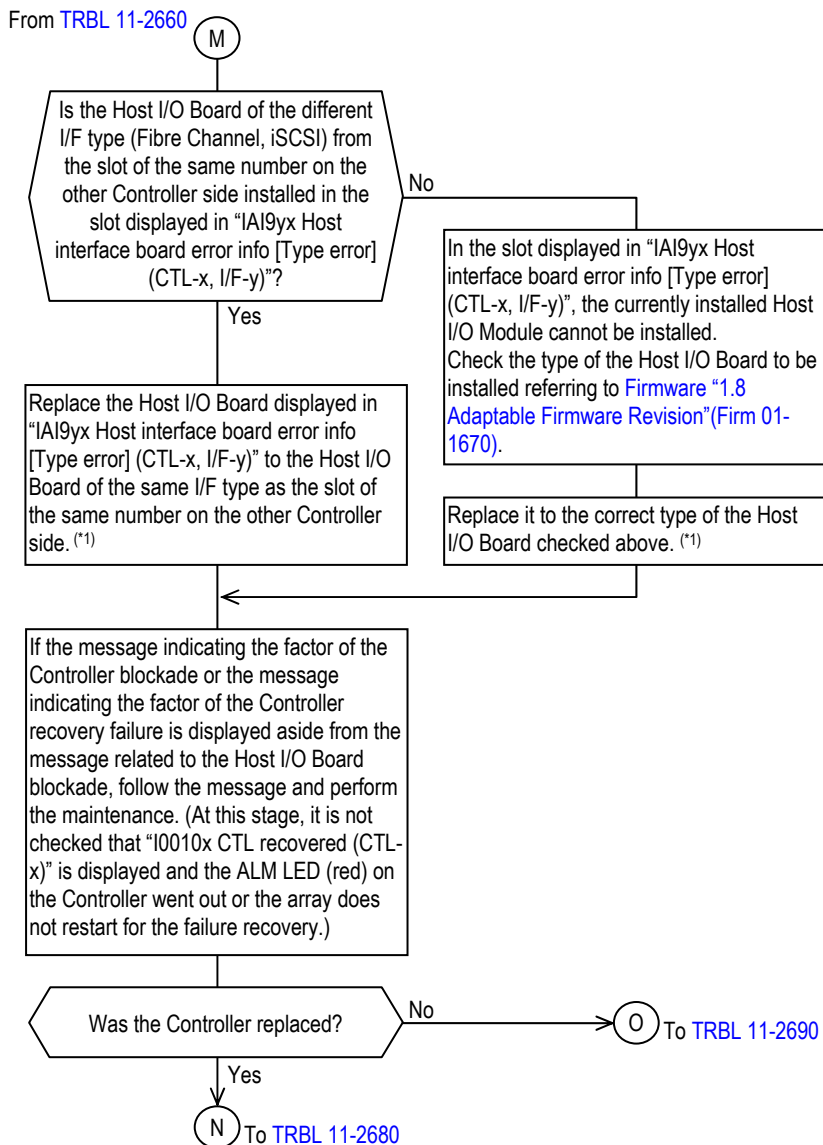 From TRBL 11-2660
M
Is the Host I/O Board of the different
I/F type (Fibre Channel, iSCSI) from
the slot of the same number on the
other Controller side installed in the
slot displayed in “IAI9yx Host
interface board error info [Type error]
(CTL-x, I/F-y)”?
No
Yes
In the slot displayed in “IAI9yx Host
interface board error info [Type error]
(CTL-x, I/F-y)”, the currently installed Host
I/O Module cannot be installed.
Check the type of the Host I/O Board to be
installed referring to Firmware “1.8
Adaptable Firmware Revision”(Firm 01-
1670).
Replace the Host I/O Board displayed in
“IAI9yx Host interface board error info
[Type error] (CTL-x, I/F-y)” to the Host I/O
Board of the same I/F type as the slot of
the same number on the other Controller
side. (*1)
Replace it to the correct type of the Host
I/O Board checked above. (*1)
If the message indicating the factor of the
Controller blockade or the message
indicating the factor of the Controller
recovery failure is displayed aside from the
message related to the Host I/O Board
blockade, follow the message and perform
the maintenance. (At this stage, it is not
checked that “I0010x CTL recovered (CTL-
x)” is displayed and the ALM LED (red) on
the Controller went out or the array does
not restart for the failure recovery.)
Was the Controller replaced?
No
O
To TRBL 11-2690
Yes
N
To TRBL 11-2680